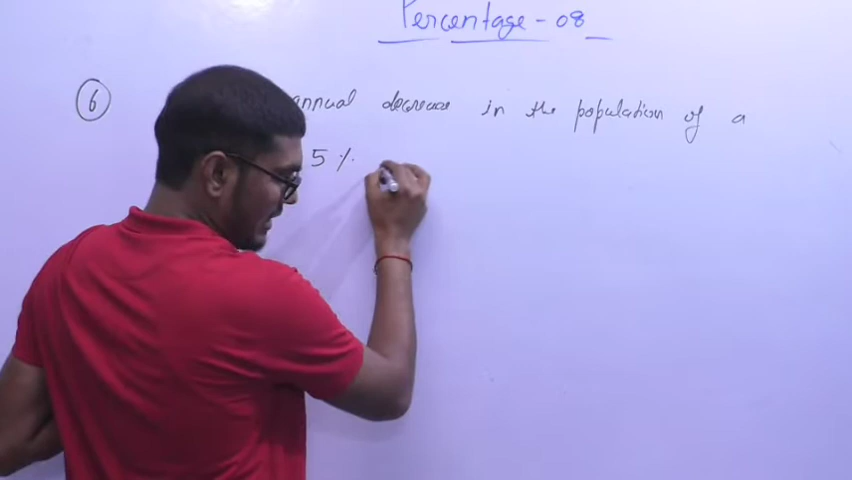 Percentage - 08
6 annual decrease in the population of a
5 %